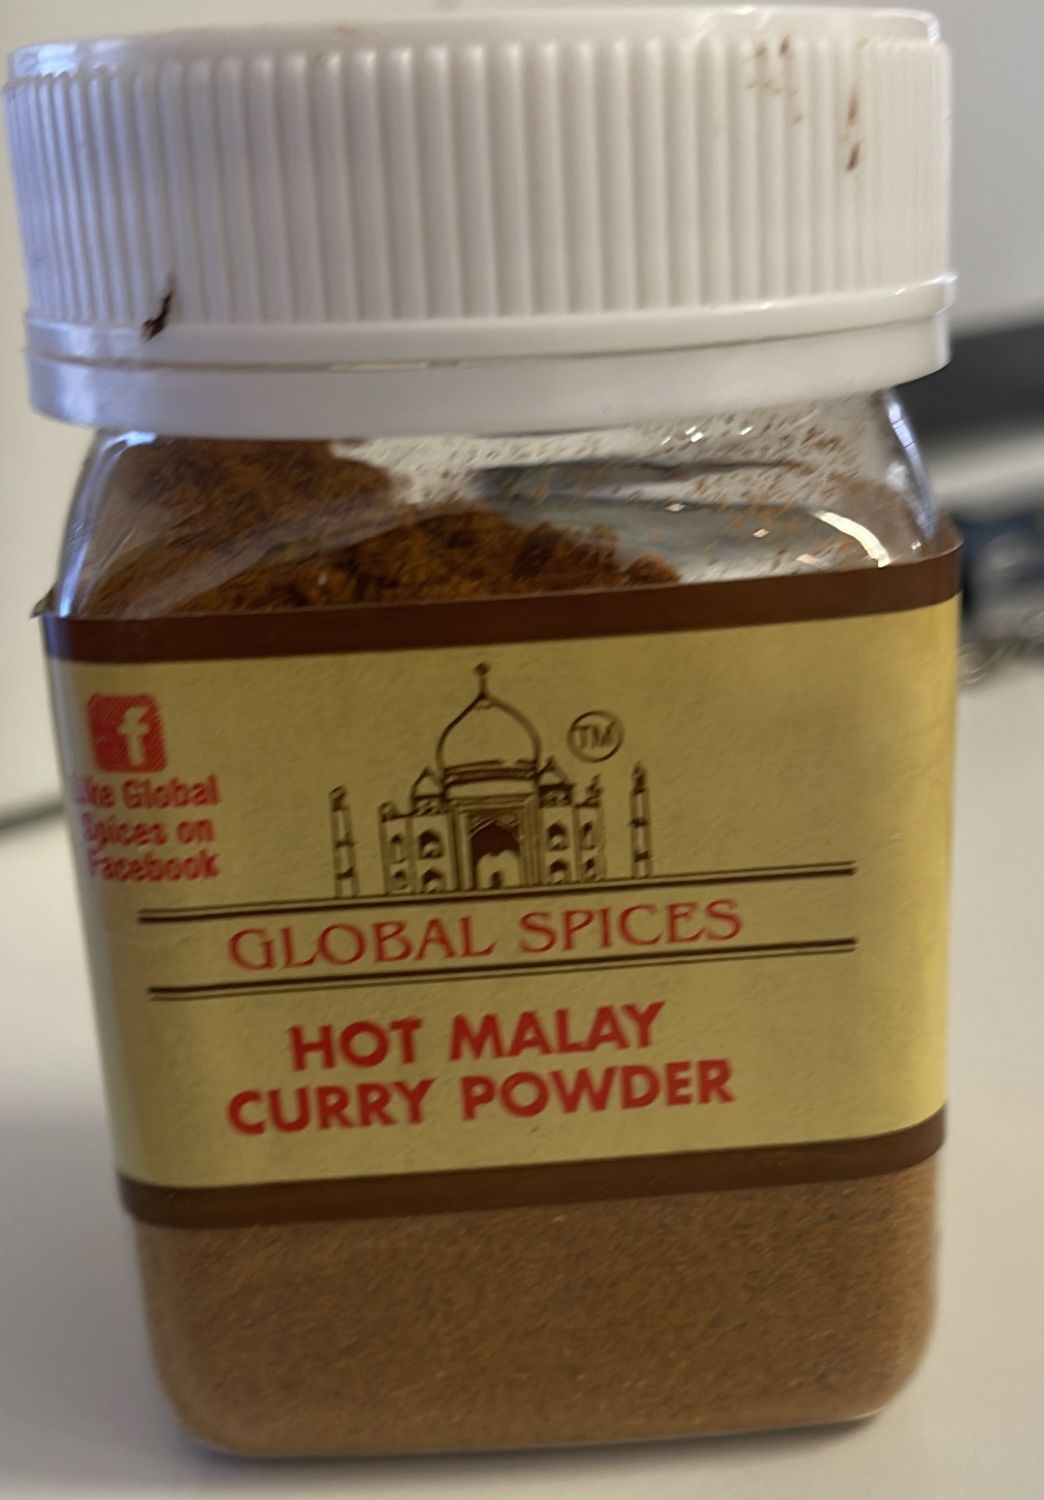 f
Like Global
Spices on
Facebook
TM
GLOBAL SPICES
HOT MALAY
CURRY POWDER